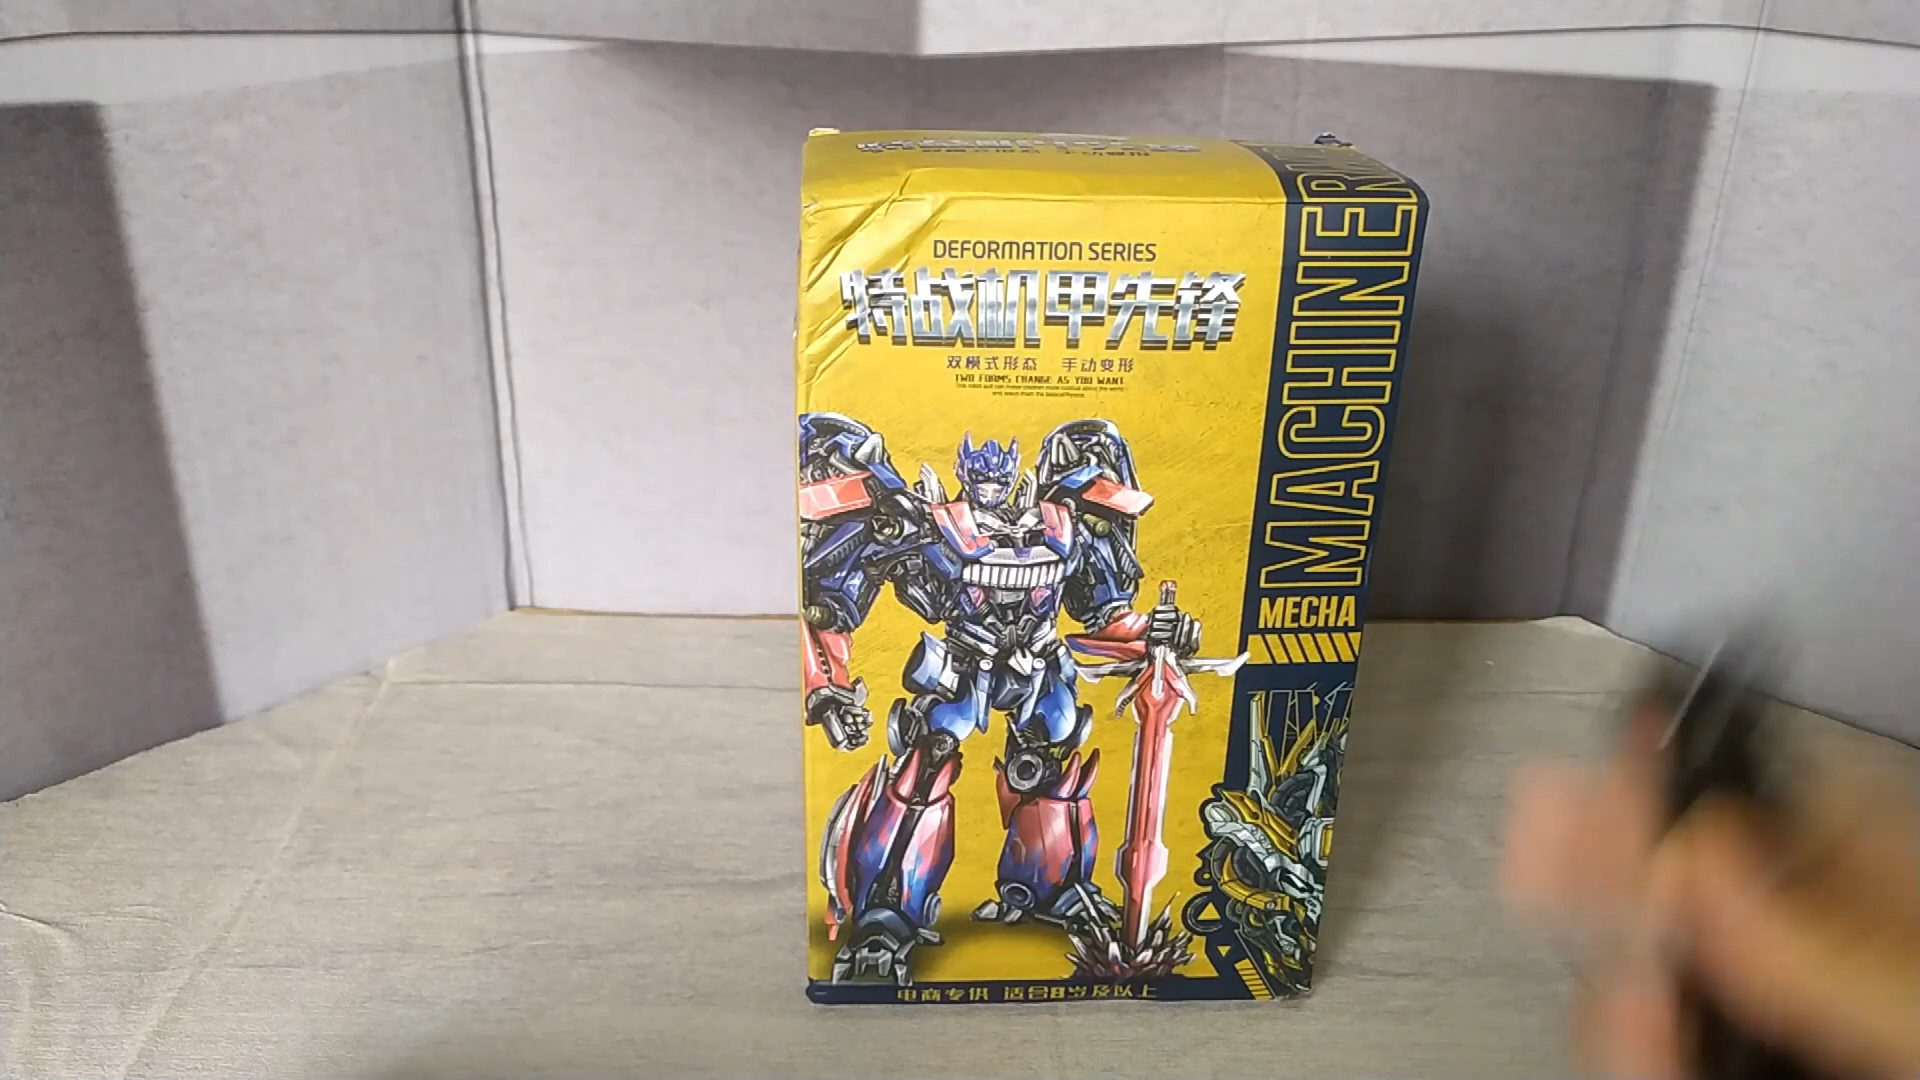 DEFORMATION SERIES
特战机甲先锋
双模式形态 手动变形
TWO FORMS CHANGE AS YOU WANT
电商专供 适合8岁及以上
MACHINE
MECHA